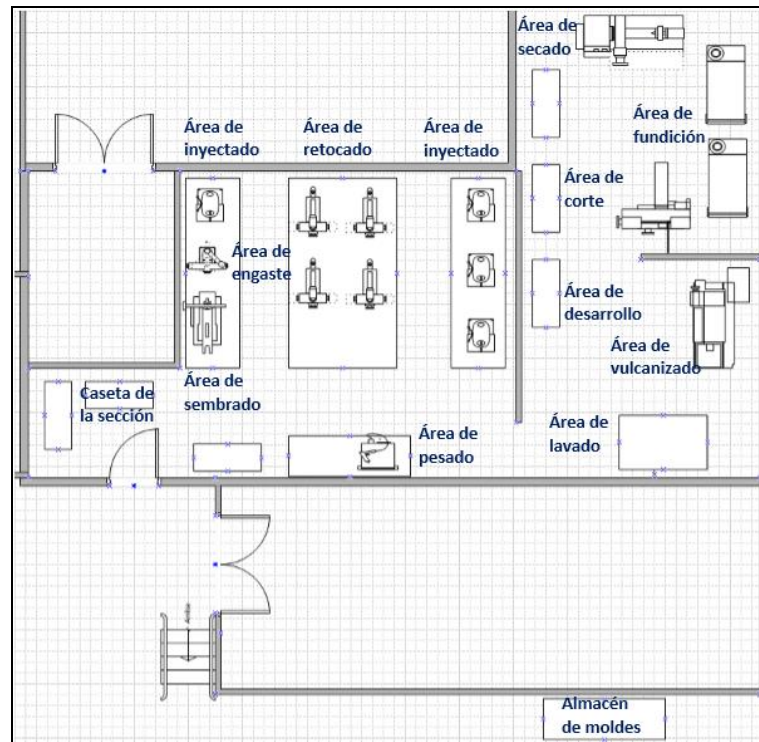 Área de
secado
Área de
inyectado
Área de
retocado
Área de
inyectado
Área de
fundición
Área de
corte
Área de
engaste
Área de
desarrollo
Área de
vulcanizado
Área de
sembrado
Caseta de
la sección
Área de
pesado
Área de
lavado
Arriba
Almacén
de moldes